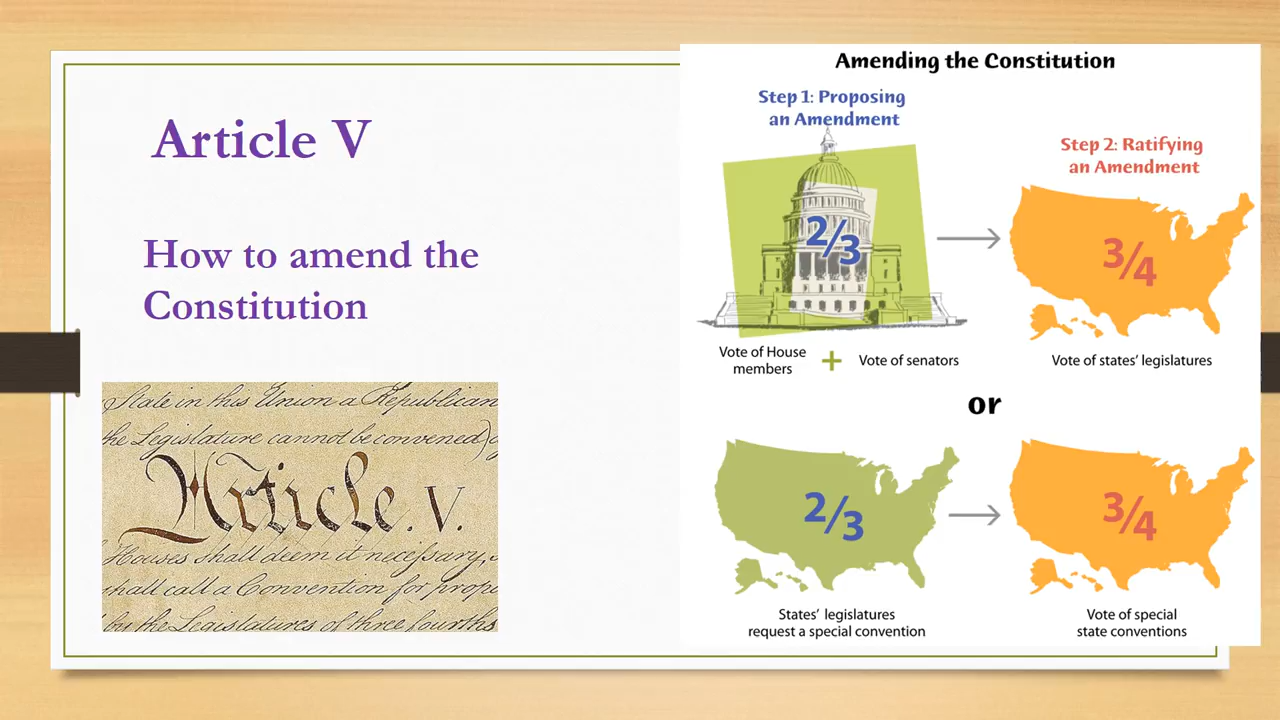 Article V
How to amend the
Constitution
State in this Union a Republican
the Legislature cannot be convened)
Article. V.
Houses shall deem it necessary,
shall call a Convention for propo
by the Legislatures of three fourths
Amending the Constitution
Step 1: Proposing
an Amendment
2/3
Vote of House
members
+
Vote of senators
Step 2: Ratifying
an Amendment
3/4
Vote of states' legislatures
or
2/3
States' legislatures
request a special convention
3/4
Vote of special
state conventions